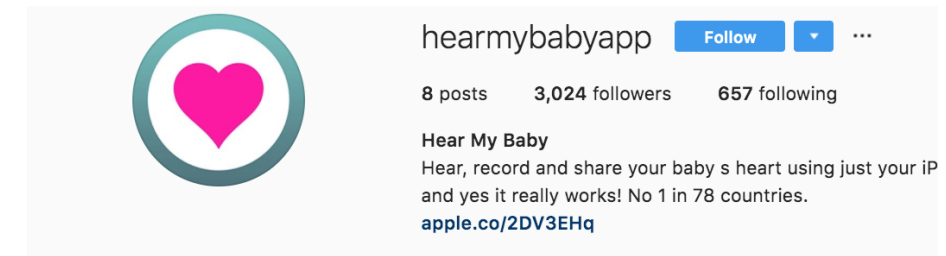 hearmybabyapp Follow ...
8 posts 3,024 followers 657 following
Hear My Baby
Hear, record and share your baby s heart using just your iP
and yes it really works! No 1 in 78 countries.
apple.co/2DV3EHq